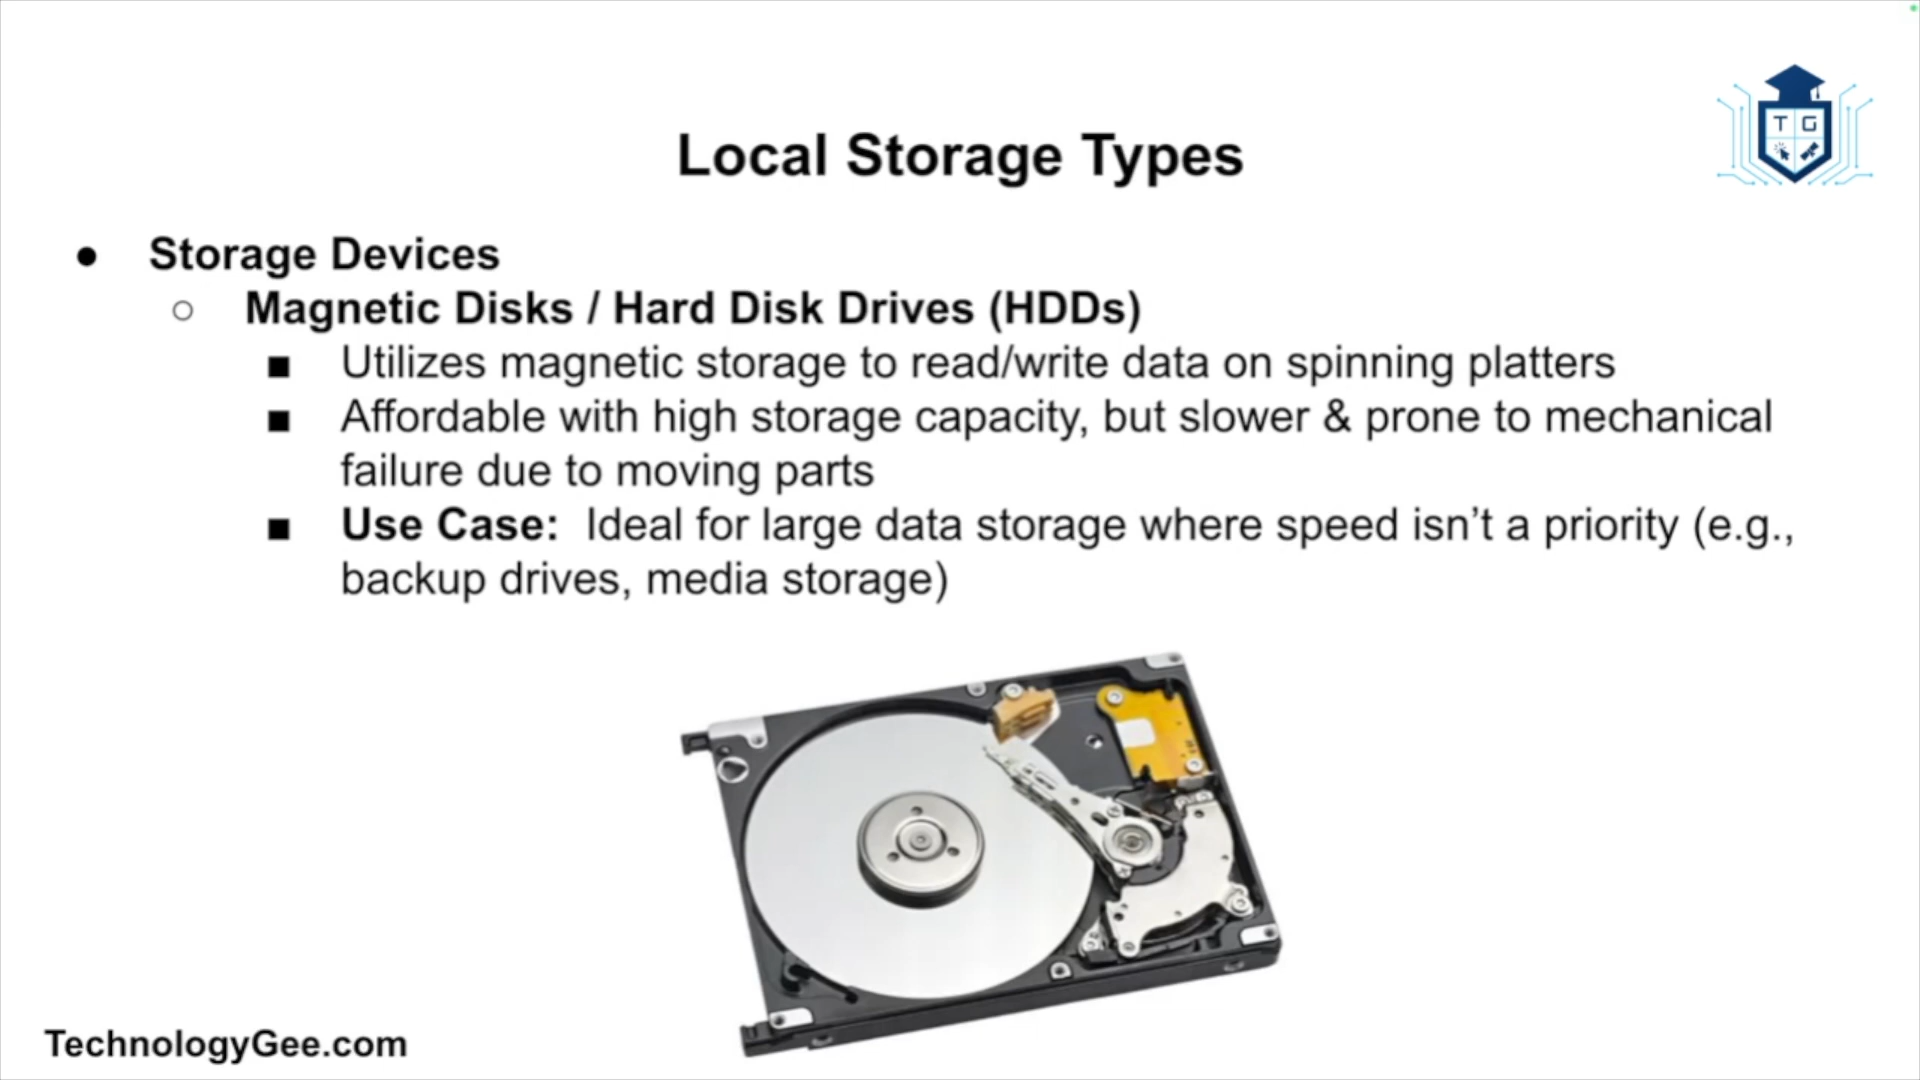 T G
Local Storage Types
● Storage Devices
○ Magnetic Disks / Hard Disk Drives (HDDs)
■ Utilizes magnetic storage to read/write data on spinning platters
■ Affordable with high storage capacity, but slower & prone to mechanical
failure due to moving parts
■ Use Case: Ideal for large data storage where speed isn’t a priority (e.g.,
backup drives, media storage)
TechnologyGee.com